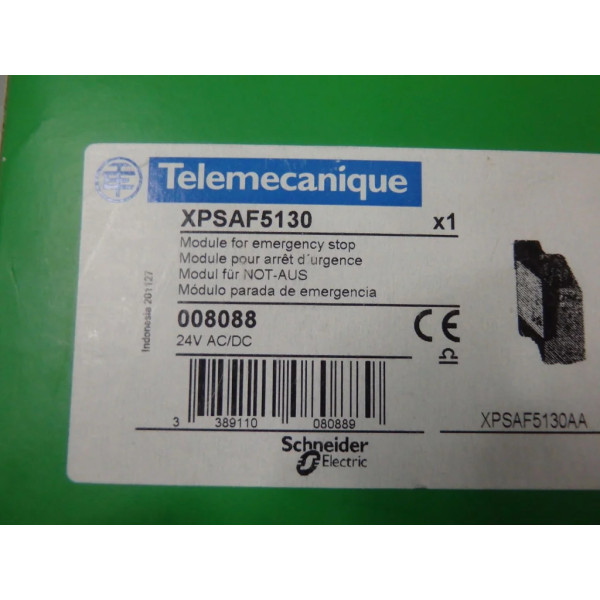 Telemecanique
XPSAF5130 x1
Module for emergency stop
Module pour arrêt d'urgence
Modul für NOT-AUS
Módulo parada de emergencia
008088
24V AC/DC
CE
Indonesia 201127
3 389110 080889
Schneider
Electric
XPSAF5130AA